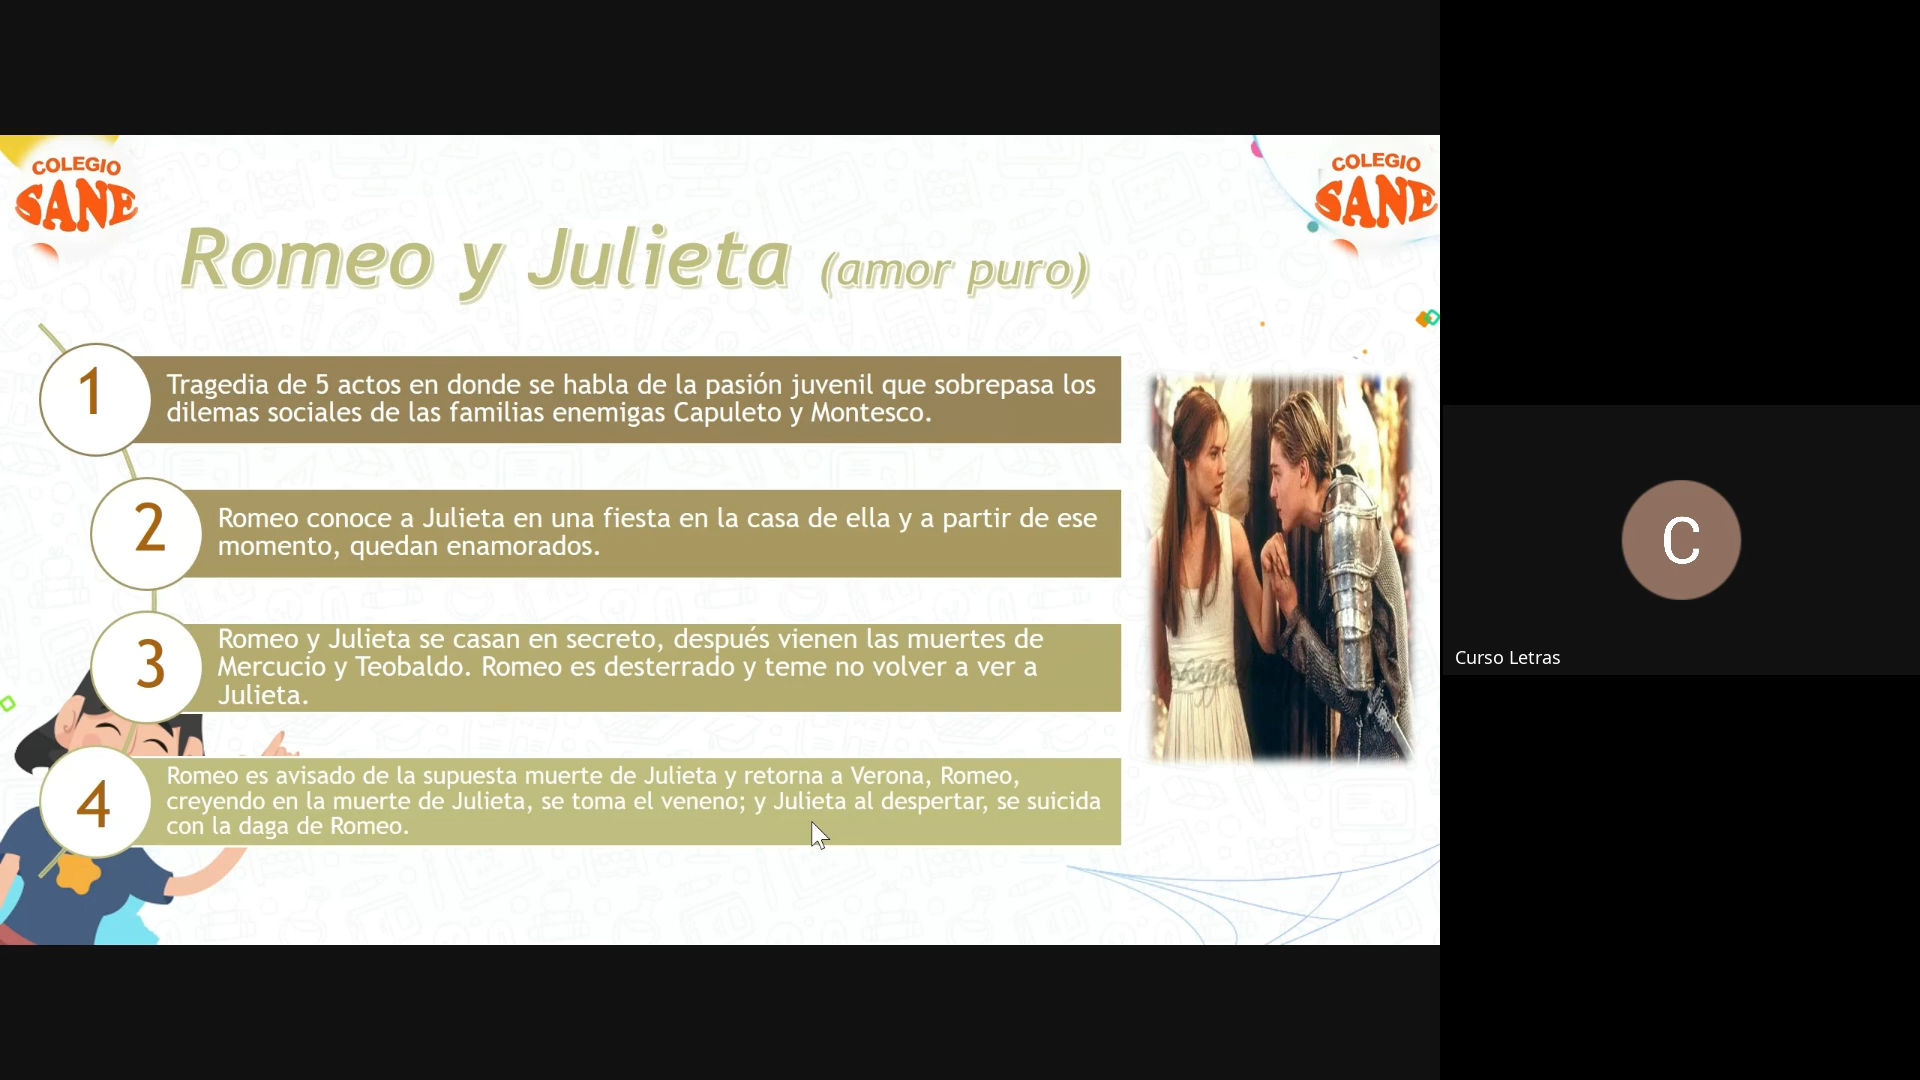 COLEGIO
SANE
COLEGIO
SANE
Romeo y Julieta (amor puro)
1
Tragedia de 5 actos en donde se habla de la pasión juvenil que sobrepasa los
dilemas sociales de las familias enemigas Capuleto y Montesco.
2
Romeo conoce a Julieta en una fiesta en la casa de ella y a partir de ese
momento, quedan enamorados.
3
Romeo y Julieta se casan en secreto, después vienen las muertes de
Mercucio y Teobaldo. Romeo es desterrado y teme no volver a ver a
Julieta.
4
Romeo es avisado de la supuesta muerte de Julieta y retorna a Verona, Romeo,
creyendo en la muerte de Julieta, se toma el veneno; y Julieta al despertar, se suicida
con la daga de Romeo.
C
Curso Letras